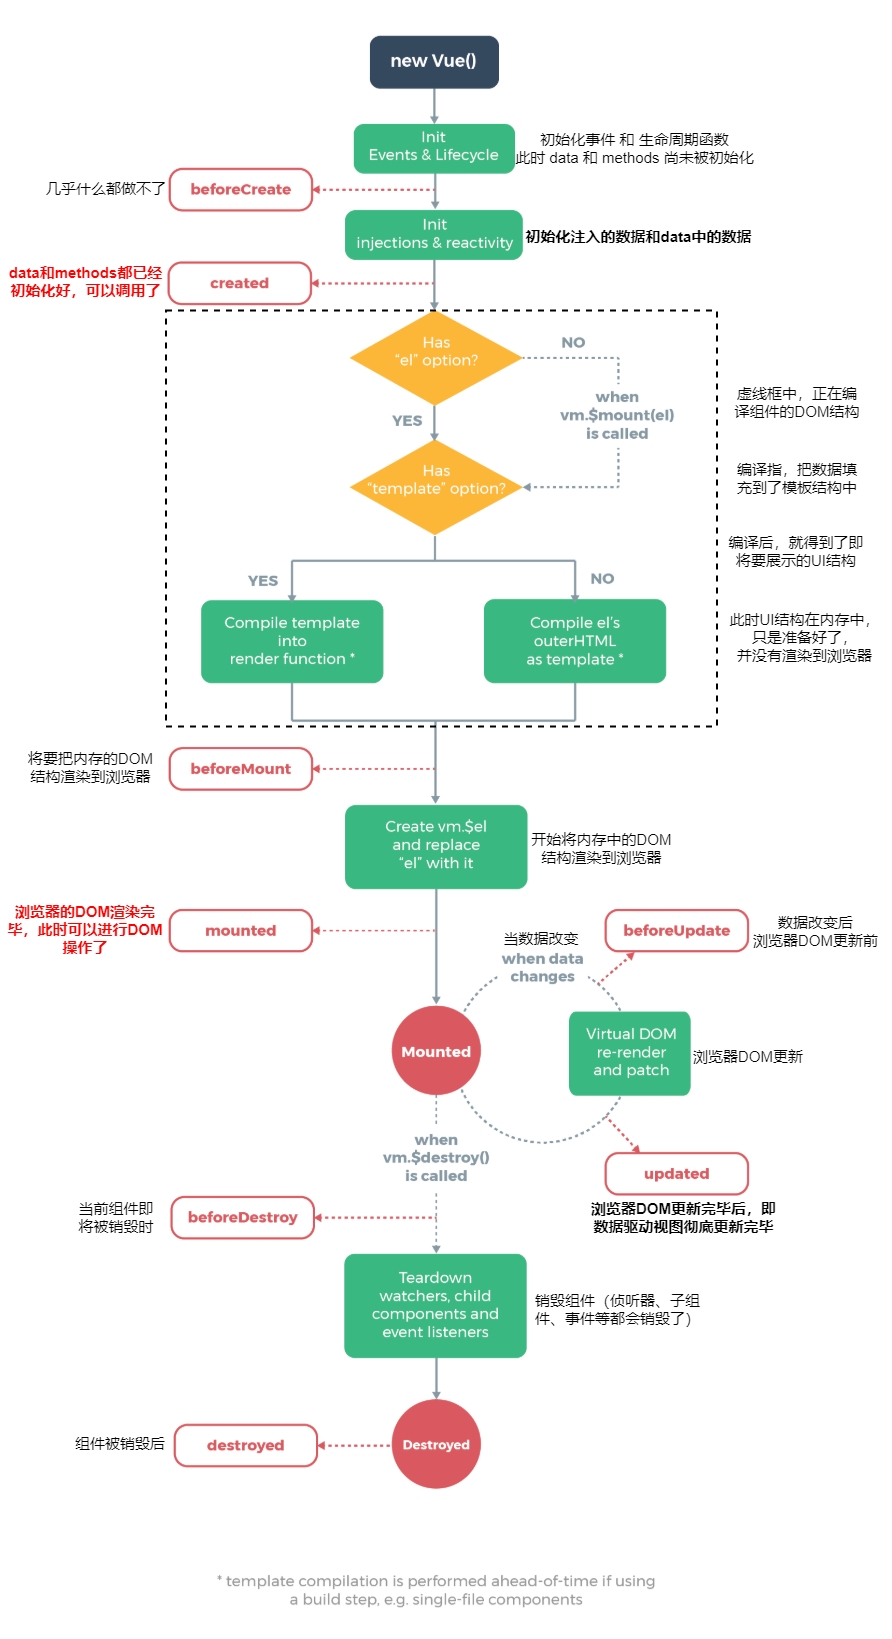 new Vue()
Init
Events & Lifecycle
初始化事件 和 生命周期函数
此时 data 和 methods 尚未被初始化
几乎什么都做不了
beforeCreate
Init
injections & reactivity
初始化注入的数据和data中的数据
data和methods都已经
初始化好，可以调用了
created
Has
“el” option?
NO
when
vm.$mount(el)
is called
YES
虚线框中，正在编
译组件的DOM结构
Has
“template” option?
编译指，把数据填
充到了模板结构中
编译后，就得到了即
将要展示的UI结构
YES
NO
Compile template
into
render function *
Compile el's
outerHTML
as template *
此时UI结构在内存中，
只是准备好了，
并没有渲染到浏览器
将要把内存的DOM
结构渲染到浏览器
beforeMount
Create vm.$el
and replace
“el” with it
开始将内存中的DOM
结构渲染到浏览器
浏览器的DOM渲染完
毕，此时可以进行DOM
操作了
mounted
当数据改变
when data
changes
beforeUpdate
数据改变后
浏览器DOM更新前
Mounted
Virtual DOM
re-render
and patch
浏览器DOM更新
when
vm.$destroy()
is called
updated
浏览器DOM更新完毕后，即
数据驱动视图彻底更新完毕
当前组件即
将被销毁时
beforeDestroy
Teardown
watchers, child
components and
event listeners
销毁组件（侦听器、子组
件、事件等都会销毁了）
组件被销毁后
destroyed
Destroyed
* template compilation is performed ahead-of-time if using
a build step, e.g. single-file components